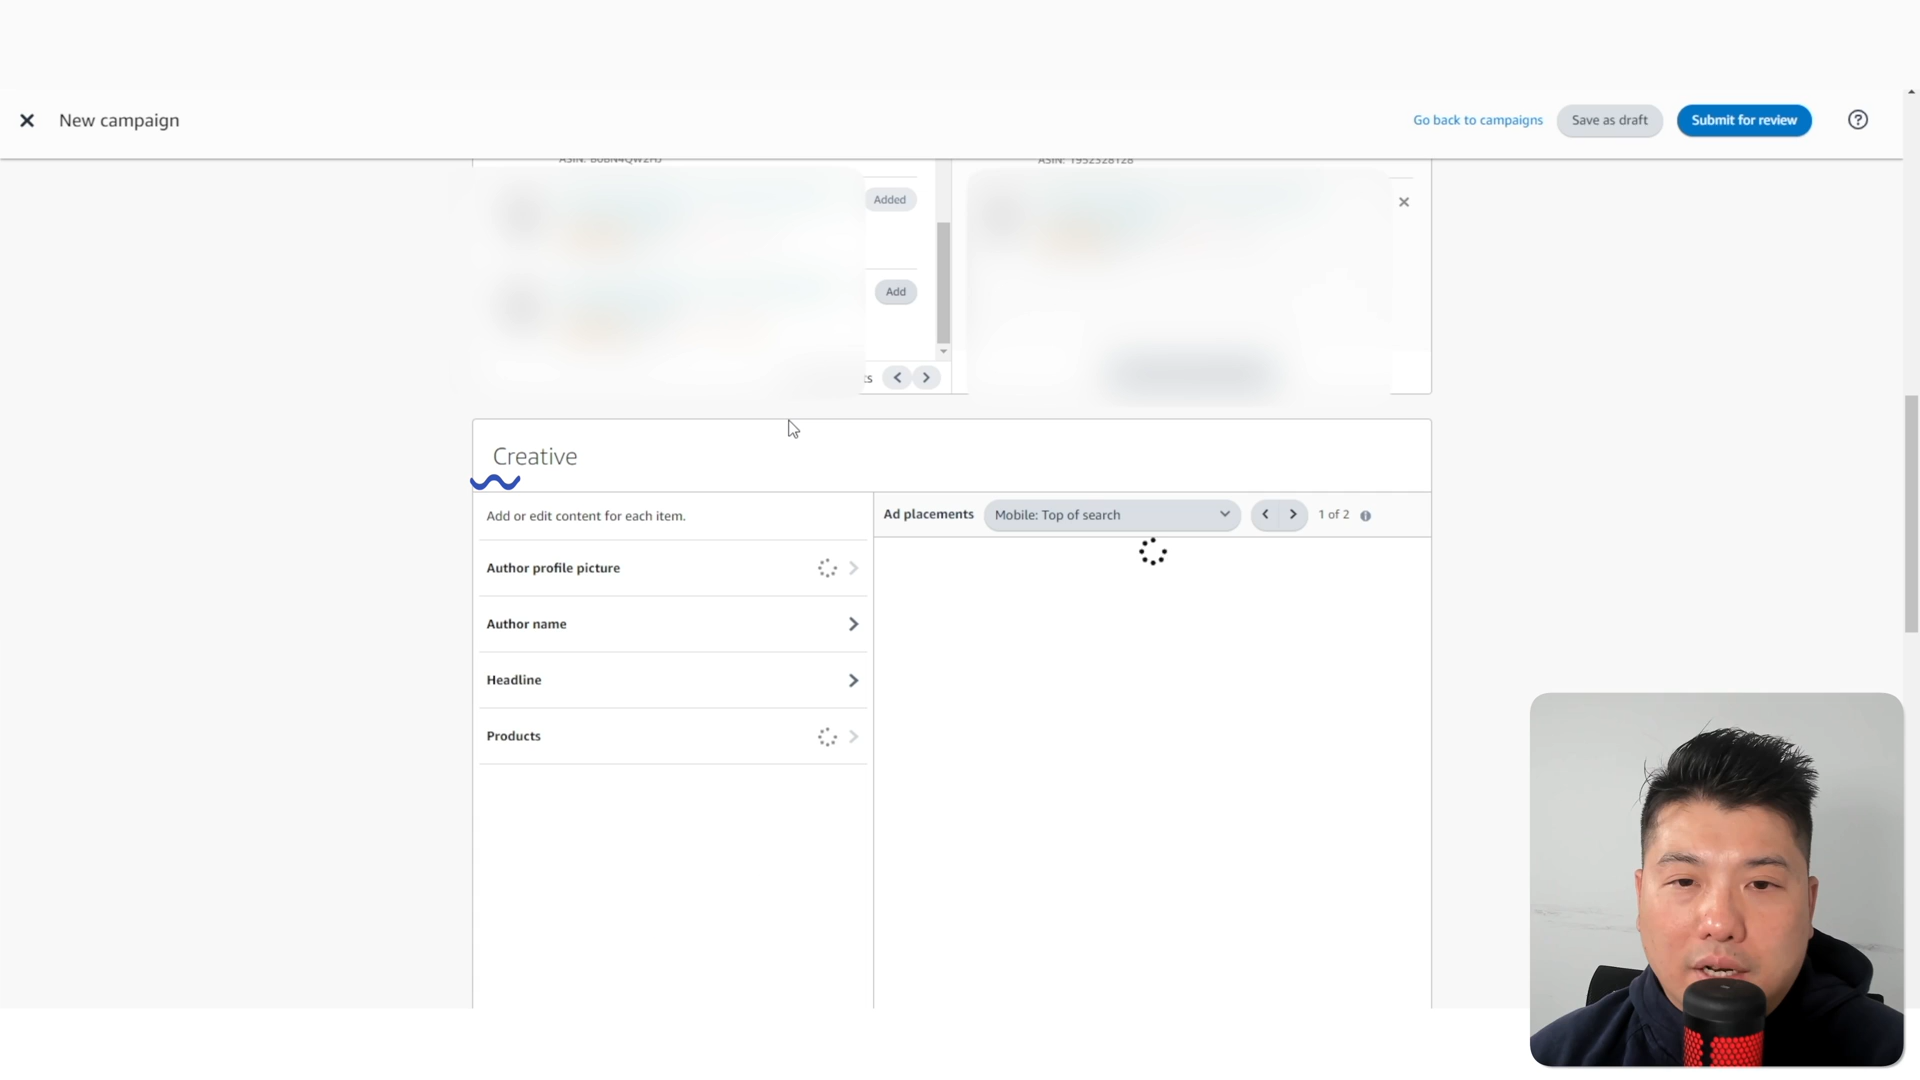 New campaign
Go back to campaigns
Save as draft
Submit for review
Added
Add
Creative
Add or edit content for each item.
Ad placements
Mobile: Top of search
1 of 2
Author profile picture
Author name
Headline
Products